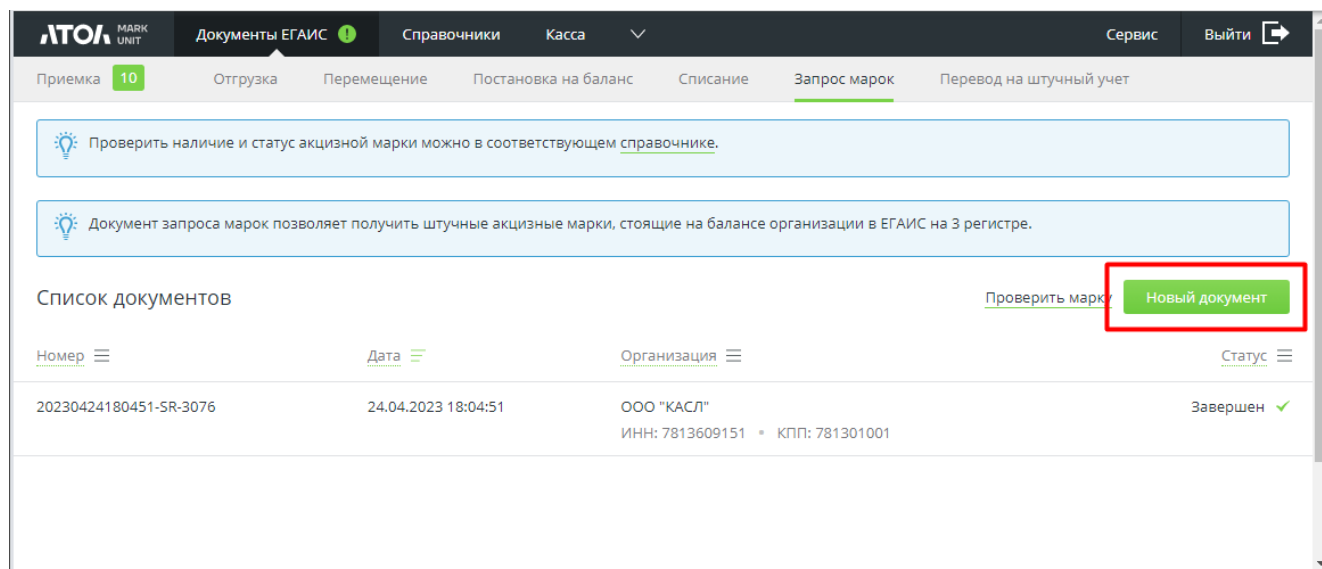 АТОЛ MARK UNIT Документы ЕГАИС ! Справочники Касса Сервис Выйти
Приемка 10 Отгрузка Перемещение Постановка на баланс Списание Запрос марок Перевод на штучный учет
Проверить наличие и статус акцизной марки можно в соответствующем справочнике.
Документ запроса марок позволяет получить штучные акцизные марки, стоящие на балансе организации в ЕГАИС на 3 регистре.
Список документов Проверить марку Новый документ
Номер Дата Организация Статус
20230424180451-SR-3076 24.04.2023 18:04:51 ООО "КАСЛ" Завершен
ИНН: 7813609151 • КПП: 781301001